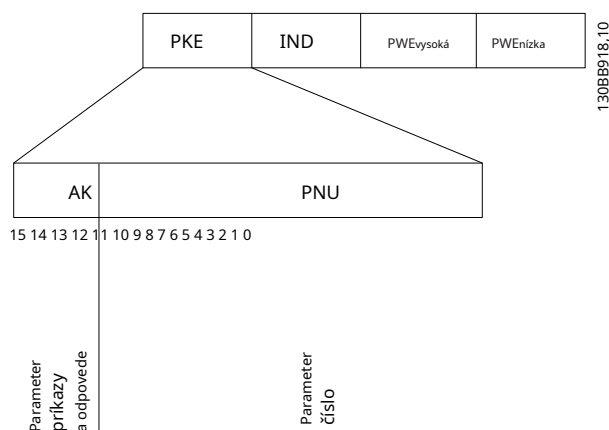 PKE IND PWEvysoká PWEnízka
130BB918.10
AK PNU
15 14 13 12 11 10 9 8 7 6 5 4 3 2 1 0
Parameter
príkazy
a odpovede
Parameter
číslo